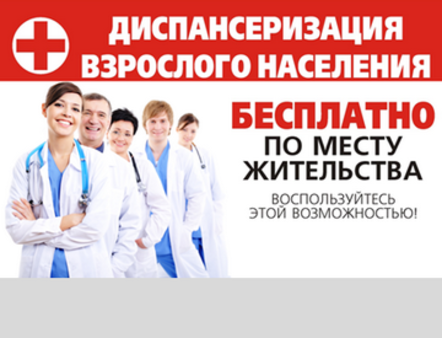 ДИСПАНСЕРИЗАЦИЯ
ВЗРОСЛОГО НАСЕЛЕНИЯ
БЕСПЛАТНО
ПО МЕСТУ
ЖИТЕЛЬСТВА
ВОСПОЛЬЗУЙТЕСЬ
ЭТОЙ ВОЗМОЖНОСТЬЮ!